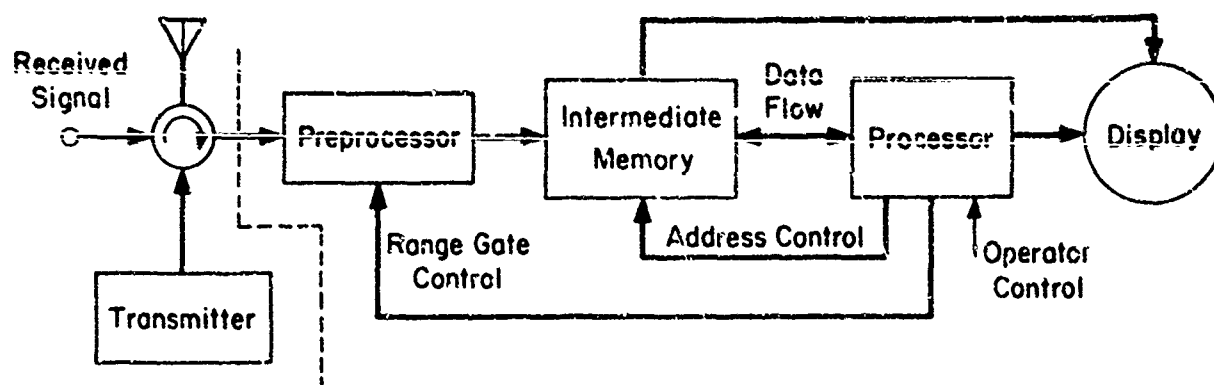 Received
Signal
Preprocessor
Intermediate
Memory
Data
Flow
Processor
Display
Range Gate
Control
Address Control
Operator
Control
Transmitter